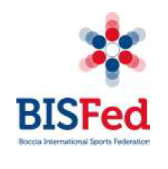 BISFed
Boccia International Sports Federation